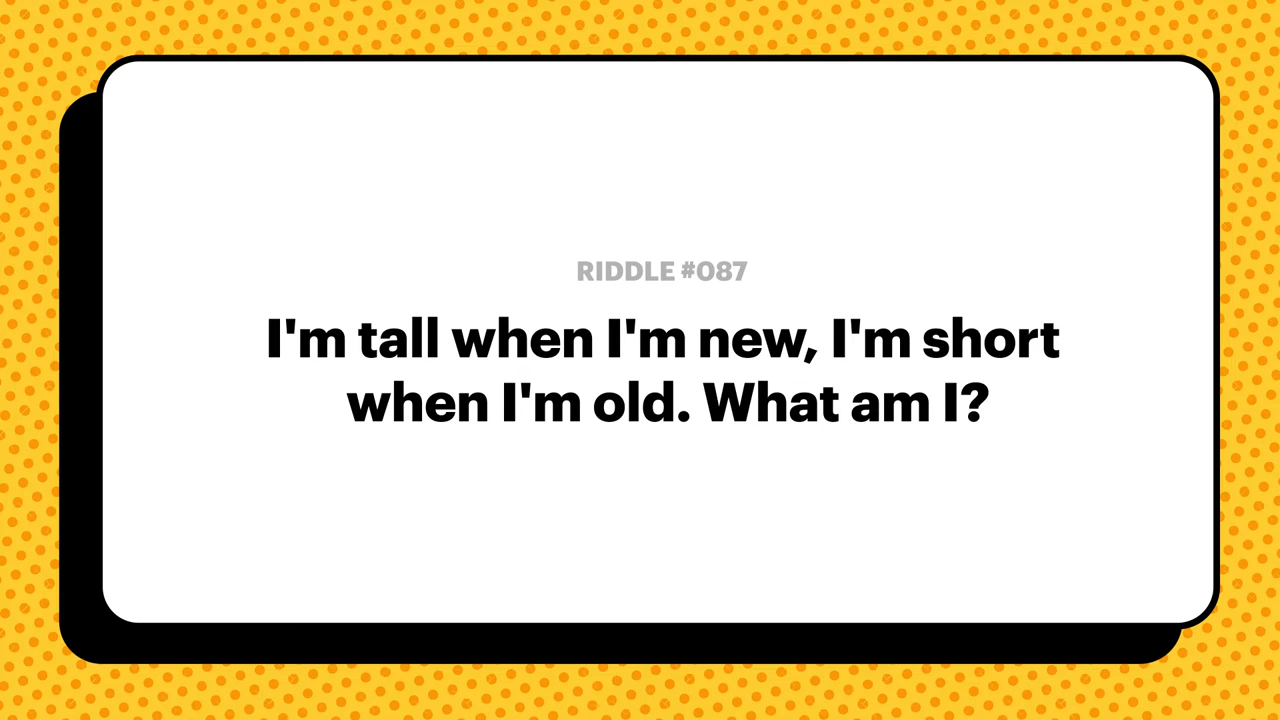 RIDDLE #087
I'm tall when I'm new, I'm short
when I'm old. What am I?